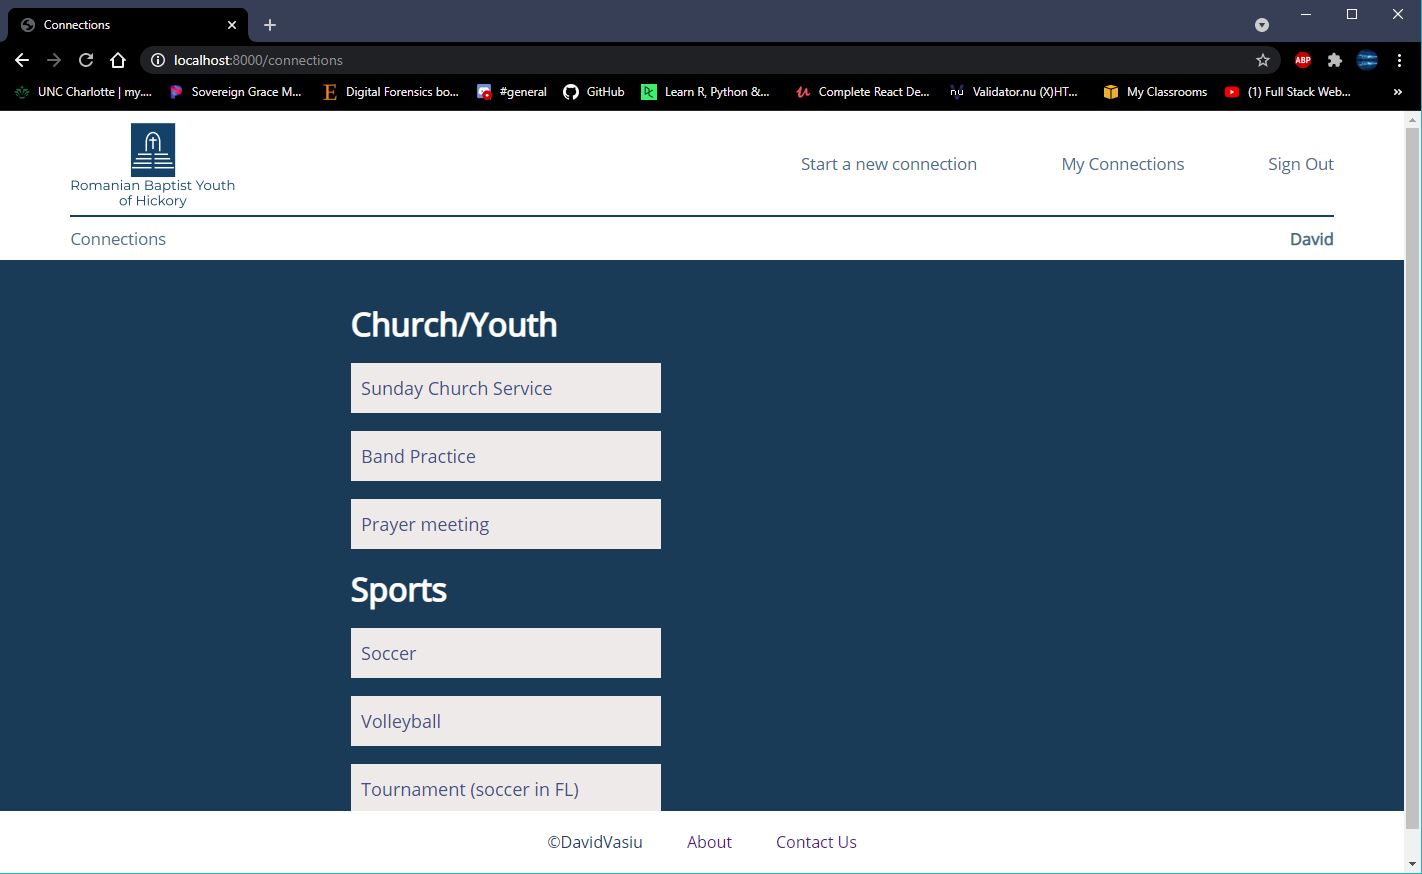 Connections
localhost:8000/connections
ABP
UNC Charlotte | my....
Sovereign Grace M...
Digital Forensics bo...
#general
GitHub
Learn R, Python &...
Complete React De...
Validator.nu (X)HT...
My Classrooms
(1) Full Stack Web...
»
Romanian Baptist Youth
of Hickory
Start a new connection
My Connections
Sign Out
Connections
David
Church/Youth
Sunday Church Service
Band Practice
Prayer meeting
Sports
Soccer
Volleyball
Tournament (soccer in FL)
©DavidVasiu
About
Contact Us